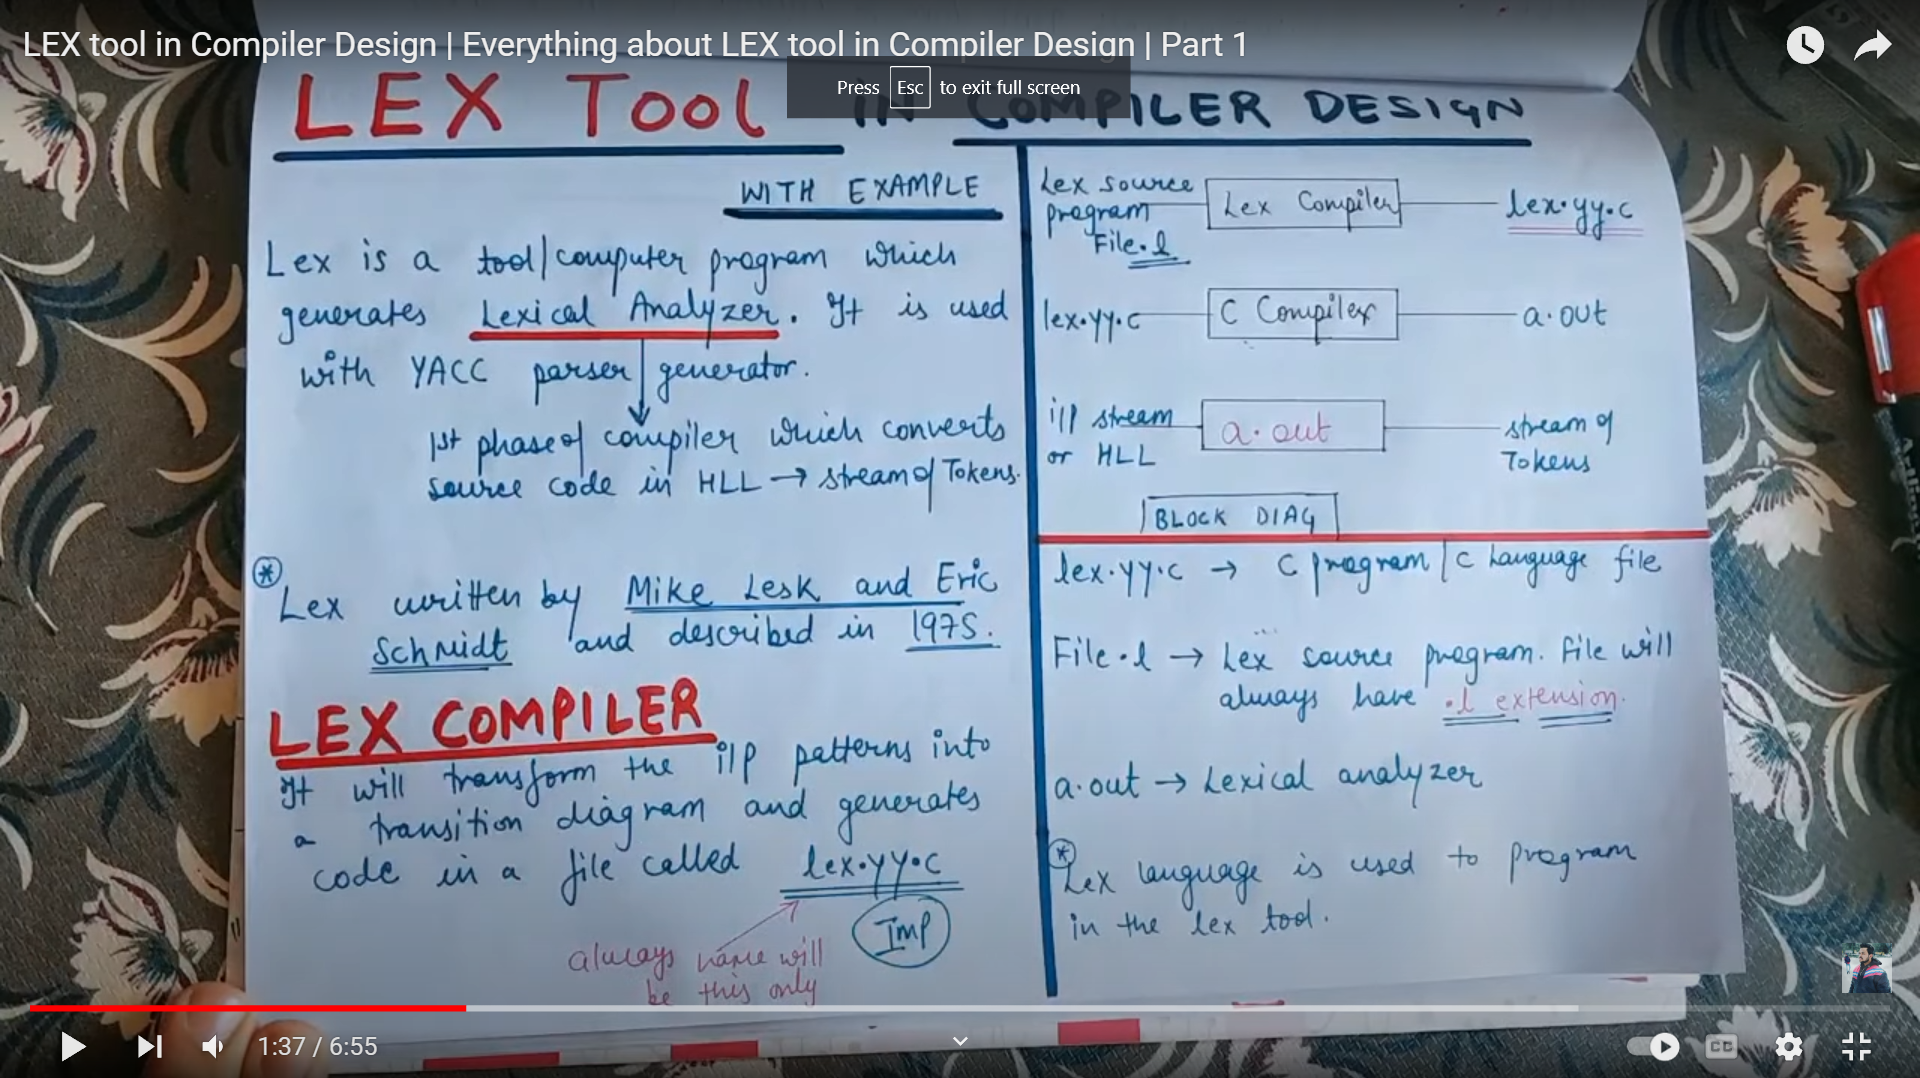 LEX tool in Compiler Design | Everything about LEX tool in Compiler Design | Part 1
Press Esc to exit full screen
LEX TOOL IN COMPILER DESIGN
WITH EXAMPLE
Lex is a tool/computer program which
generates Lexical Analyzer. It is used
with YACC parser generator.
1st phase of compiler which converts
source code in HLL → stream of Tokens.
* Lex written by Mike Lesk and Eric
Schmidt and described in 1975.
LEX COMPILER
It will transform the i/p patterns into
a transition diagram and generates
code in a file called lex.yy.c
Imp
always name will
be this only
Lex source
program
File.l
Lex Compiler
lex.yy.c
lex.yy.c
C Compiler
a.out
i/p stream
or HLL
a.out
stream of
Tokens
BLOCK DIAG
lex.yy.c → C program / C Language file
File.l → Lex source program. File will
always have .l extension.
a.out → Lexical analyzer
* Lex language is used to program
in the lex tool.
1:37 / 6:55
CC